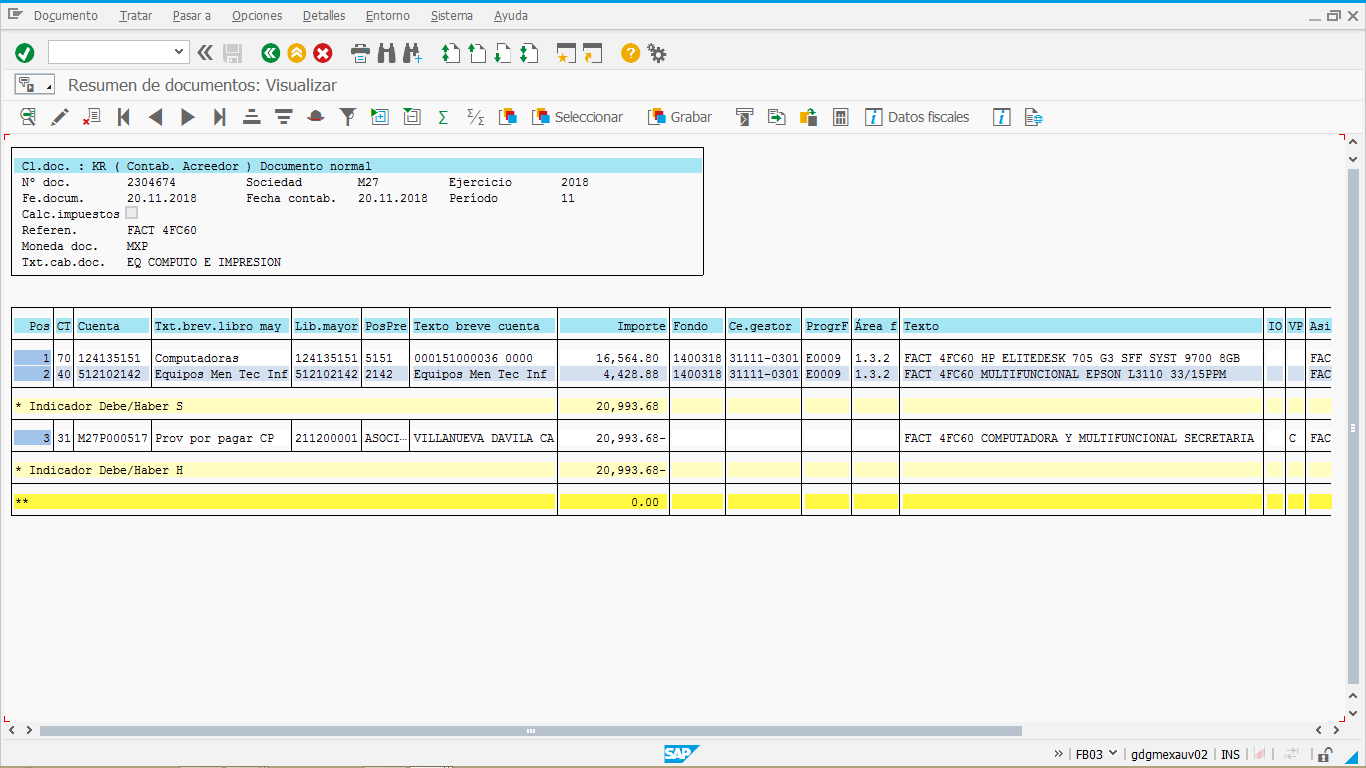 Documento Tratar Pasar a Opciones Detalles Entorno Sistema Ayuda
Resumen de documentos: Visualizar
Seleccionar Grabar Datos fiscales
Cl.doc. : KR ( Contab. Acreedor ) Documento normal
Nº doc. 2304674 Sociedad M27 Ejercicio 2018
Fe.docum. 20.11.2018 Fecha contab. 20.11.2018 Período 11
Calc.impuestos
Referen. FACT 4FC60
Moneda doc. MXP
Txt.cab.doc. EQ COMPUTO E IMPRESION
Pos CT Cuenta Txt.brev.libro may Lib.mayor PosPre Texto breve cuenta Importe Fondo Ce.gestor ProgrF Área f Texto IO VP Asi
1 70 124135151 Computadoras 124135151 5151 000151000036 0000 16,564.80 1400318 31111-0301 E0009 1.3.2 FACT 4FC60 HP ELITEDESK 705 G3 SFF SYST 9700 8GB FAC
2 40 512102142 Equipos Men Tec Inf 512102142 2142 Equipos Men Tec Inf 4,428.88 1400318 31111-0301 E0009 1.3.2 FACT 4FC60 MULTIFUNCIONAL EPSON L3110 33/15PPM FAC
* Indicador Debe/Haber S 20,993.68
3 31 M27P000517 Prov por pagar CP 211200001 ASOCI… VILLANUEVA DAVILA CA 20,993.68- FACT 4FC60 COMPUTADORA Y MULTIFUNCIONAL SECRETARIA C FAC
* Indicador Debe/Haber H 20,993.68-
** 0.00
SAP
FB03 gdgmexauv02 INS